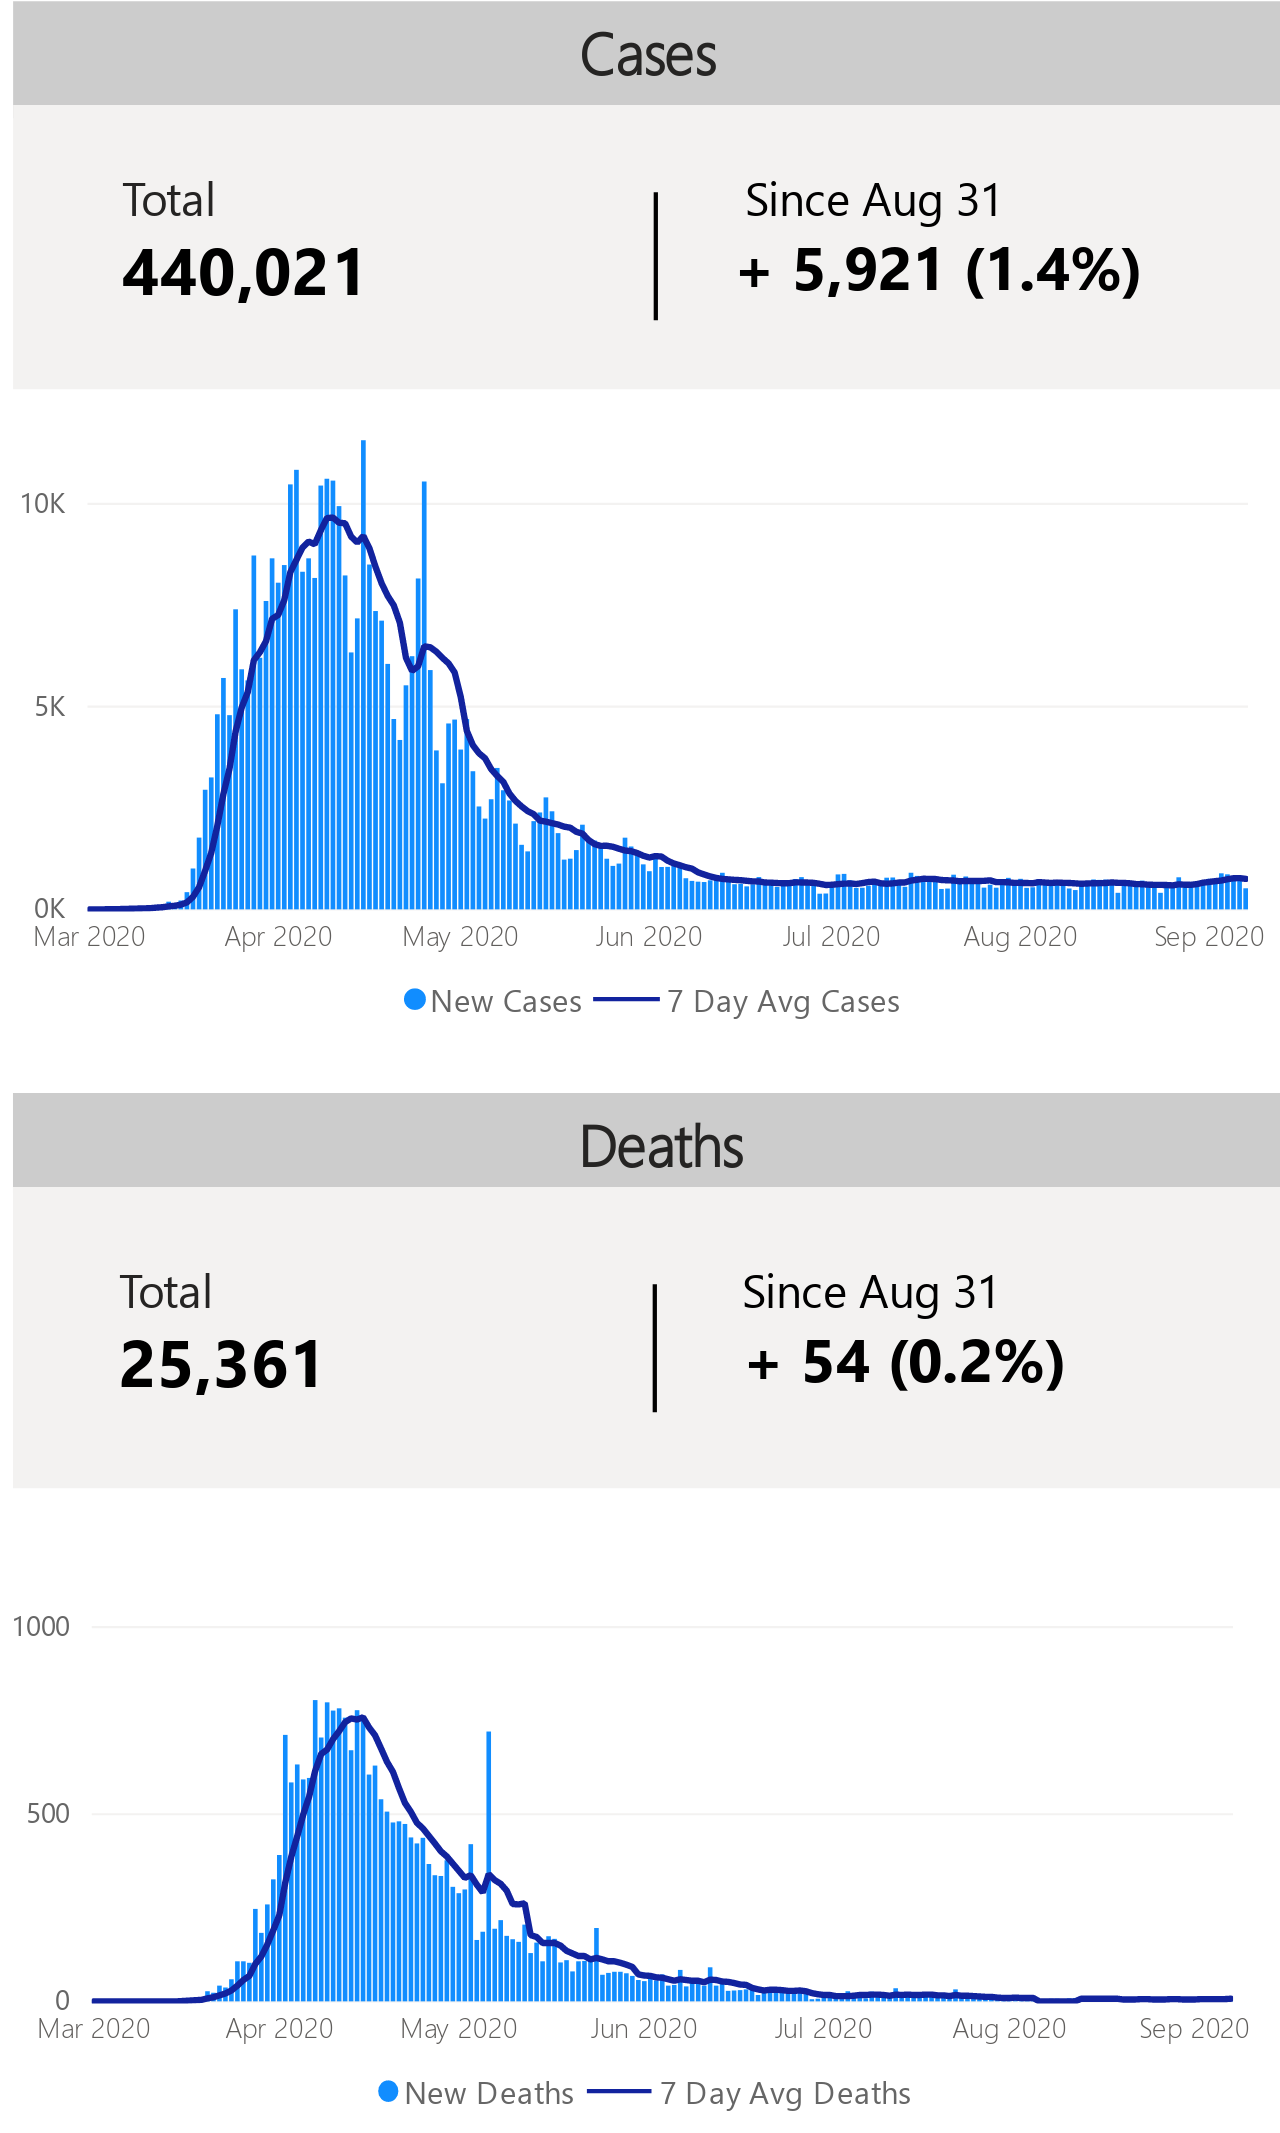 Cases
Total
Since Aug 31
440,021
+ 5,921 (1.4%)
10K
5K
0K
Mar 2020 Apr 2020 May 2020 Jun 2020 Jul 2020 Aug 2020 Sep 2020
New Cases 7 Day Avg Cases
Deaths
Total
Since Aug 31
25,361
+ 54 (0.2%)
1000
500
0
Mar 2020 Apr 2020 May 2020 Jun 2020 Jul 2020 Aug 2020 Sep 2020
New Deaths 7 Day Avg Deaths